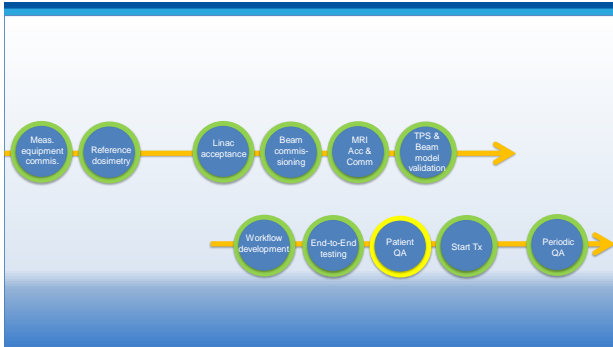 Meas.
equipment
commis.
Reference
dosimetry
Linac
acceptance
Beam
commis-
sioning
MRI
Acc &
Comm
TPS &
Beam
model
validation
Workflow
development
End-to-End
testing
Patient
QA
Start Tx
Periodic
QA